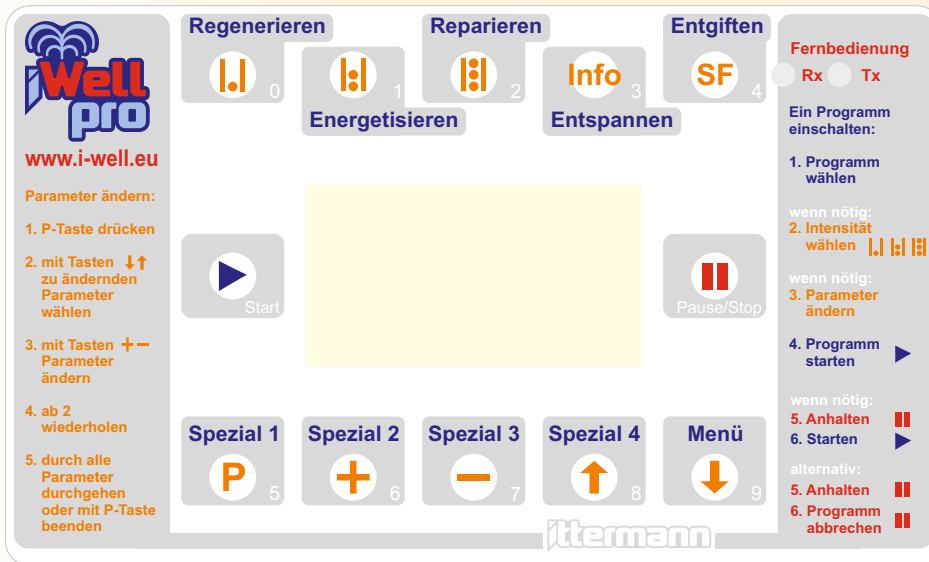 iWell
pro
www.i-well.eu
Parameter ändern:
1. P-Taste drücken
2. mit Tasten ↓↑
zu ändernden
Parameter
wählen
3. mit Tasten + −
Parameter
ändern
4. ab 2
wiederholen
5. durch alle
Parameter
durchgehen
oder mit P-Taste
beenden
Regenerieren
0
1
Energetisieren
Reparieren
2
Info
3
Entspannen
Entgiften
SF
4
Start
Pause/Stop
Spezial 1
P
5
Spezial 2
+
6
Spezial 3
−
7
Spezial 4
↑
8
Menü
↓
9
ittermann
Fernbedienung
Rx Tx
Ein Programm
einschalten:
1. Programm
wählen
wenn nötig:
2. Intensität
wählen
wenn nötig:
3. Parameter
ändern
4. Programm
starten
wenn nötig:
5. Anhalten
6. Starten
alternativ:
5. Anhalten
6. Programm
abbrechen